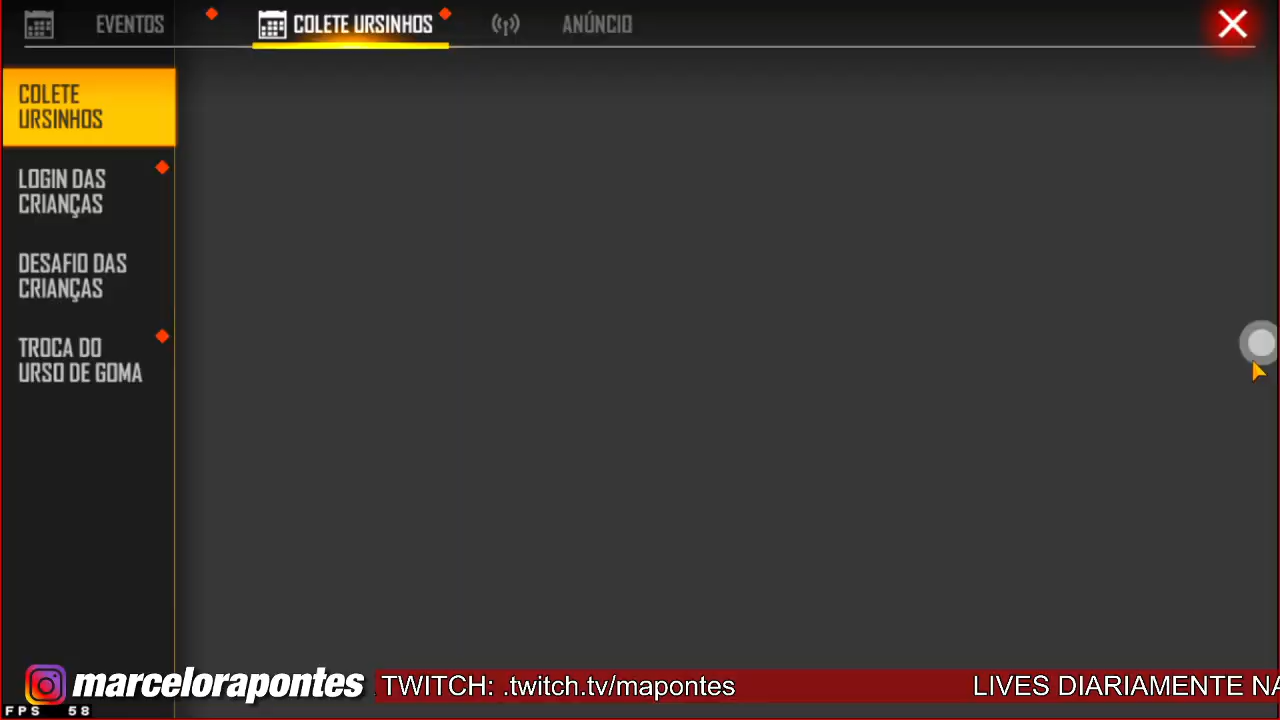 EVENTOS
COLETE URSINHOS
ANÚNCIO
COLETE
URSINHOS
LOGIN DAS
CRIANÇAS
DESAFIO DAS
CRIANÇAS
TROCA DO
URSO DE GOMA
marcelorapontes
TWITCH: .twitch.tv/mapontes
LIVES DIARIAMENTE NA
FPS 58